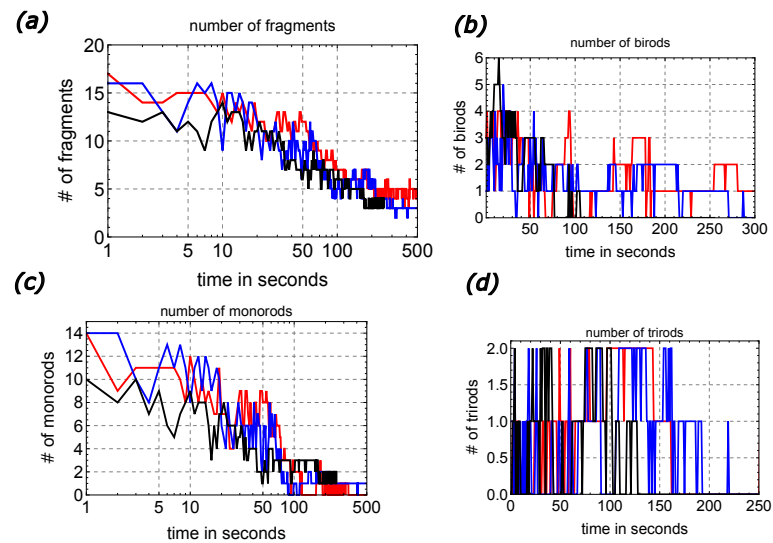 (a)
number of fragments
# of fragments
20
15
10
5
0
1 5 10 50 100 500
time in seconds
(b)
number of birods
# of birods
6
5
4
3
2
1
0
50 100 150 200 250 300
time in seconds
(c)
number of monorods
# of monorods
14
12
10
8
6
4
2
0
1 5 10 50 100 500
time in seconds
(d)
number of trirods
# of trirods
2.0
1.5
1.0
0.5
0.0
0 50 100 150 200 250
time in seconds